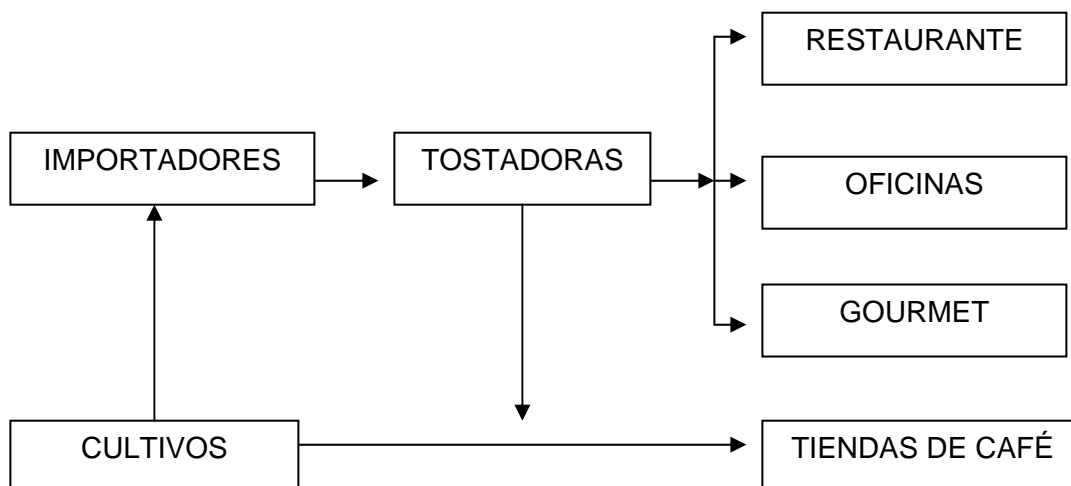 RESTAURANTE
IMPORTADORES
TOSTADORAS
OFICINAS
GOURMET
CULTIVOS
TIENDAS DE CAFÉ